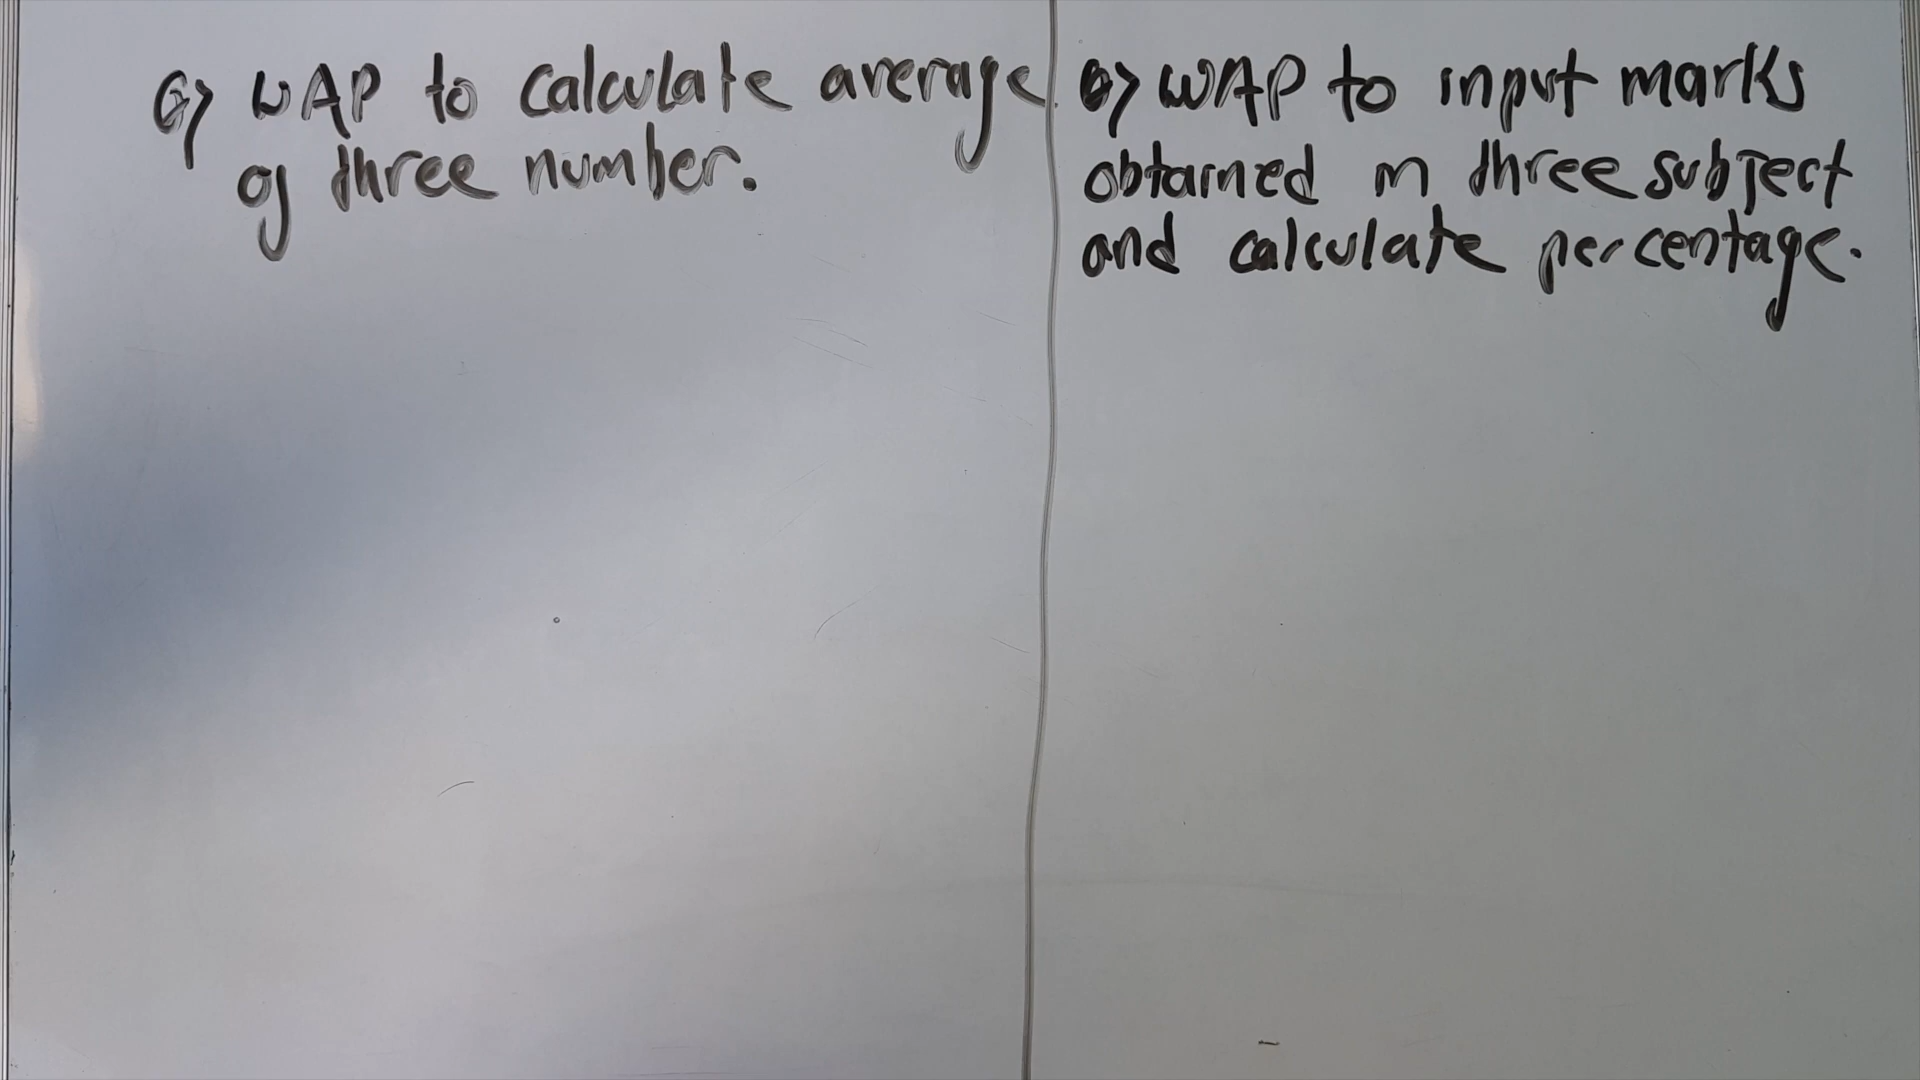 Q> WAP to calculate average
of three number.
Q> WAP to input marks
obtained in three subject
and calculate percentage.